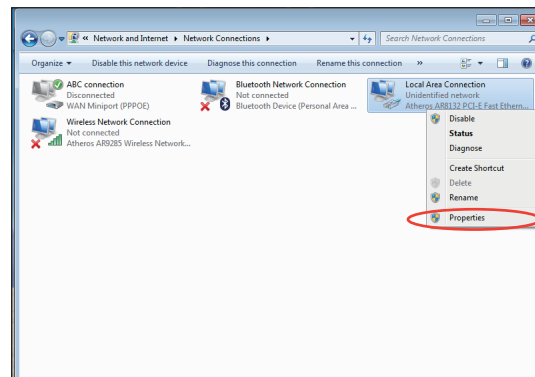 « Network and Internet ▸ Network Connections ▸
Search Network Connections
Organize ▾ Disable this network device Diagnose this connection Rename this connection »
ABC connection
Disconnected
WAN Miniport (PPPOE)
Bluetooth Network Connection
Not connected
Bluetooth Device (Personal Area ...
Local Area Connection
Unidentified network
Atheros AR8132 PCI-E Fast Ethern...
Wireless Network Connection
Not connected
Atheros AR9285 Wireless Network...
Disable
Status
Diagnose
Create Shortcut
Delete
Rename
Properties